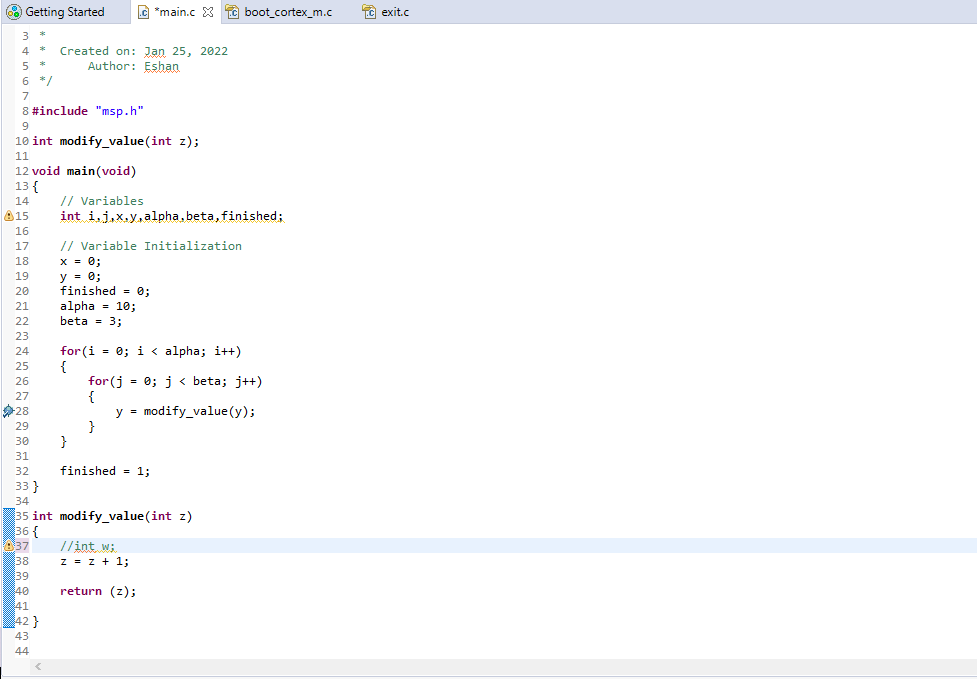 Getting Started *main.c boot_cortex_m.c exit.c
3 *
4 * Created on: Jan 25, 2022
5 * Author: Eshan
6 */
7
8 #include "msp.h"
9
10 int modify_value(int z);
11
12 void main(void)
13 {
14 // Variables
15 int i,j,x,y,alpha,beta,finished;
16
17 // Variable Initialization
18 x = 0;
19 y = 0;
20 finished = 0;
21 alpha = 10;
22 beta = 3;
23
24 for(i = 0; i < alpha; i++)
25 {
26 for(j = 0; j < beta; j++)
27 {
28 y = modify_value(y);
29 }
30 }
31
32 finished = 1;
33 }
34
35 int modify_value(int z)
36 {
37 //int w;
38 z = z + 1;
39
40 return (z);
41
42 }
43
44